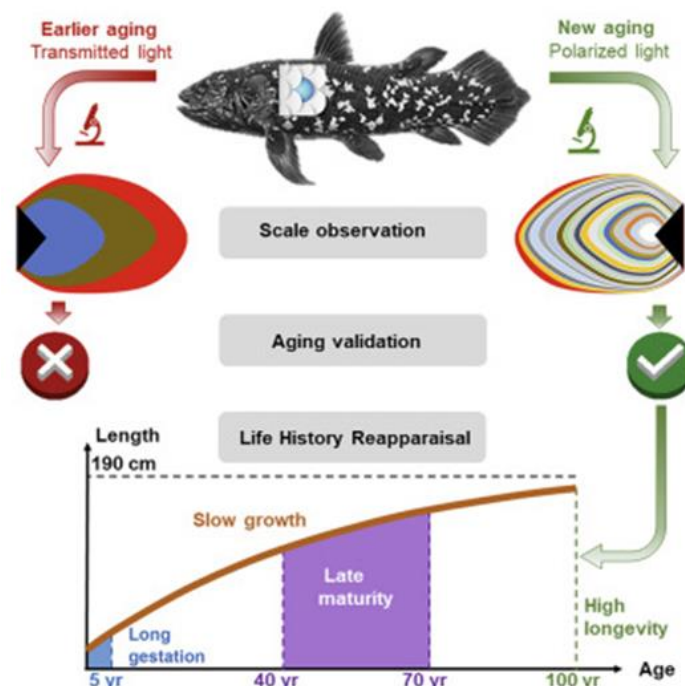 Earlier aging
Transmitted light
New aging
Polarized light
Scale observation
Aging validation
Life History Reapparaisal
Length
190 cm
Slow growth
Late
maturity
Long
gestation
High
longevity
5 yr
40 yr
70 yr
100 yr
Age